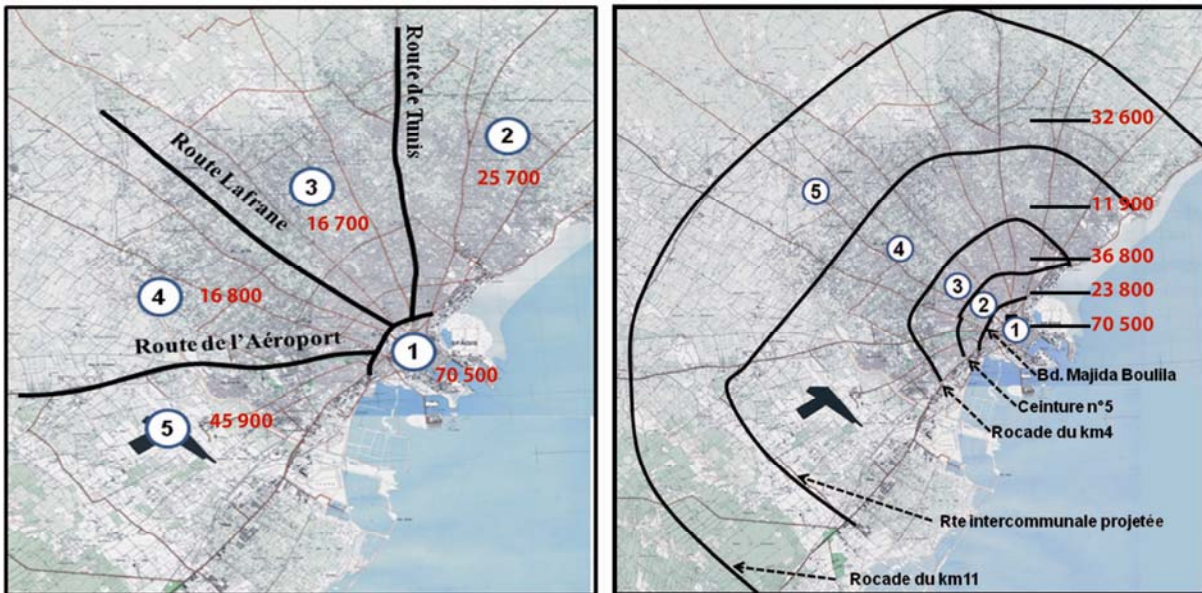 Route de Tunis
2
25 700
Route Lafrane
3
16 700
4
16 800
Route de l'Aéroport
1
70 500
5
45 900
32 600
5
11 900
4
36 800
3
23 800
2
1
70 500
Bd. Majida Boulila
Ceinture n°5
Rocade du km4
Rte intercommunale projetée
Rocade du km11